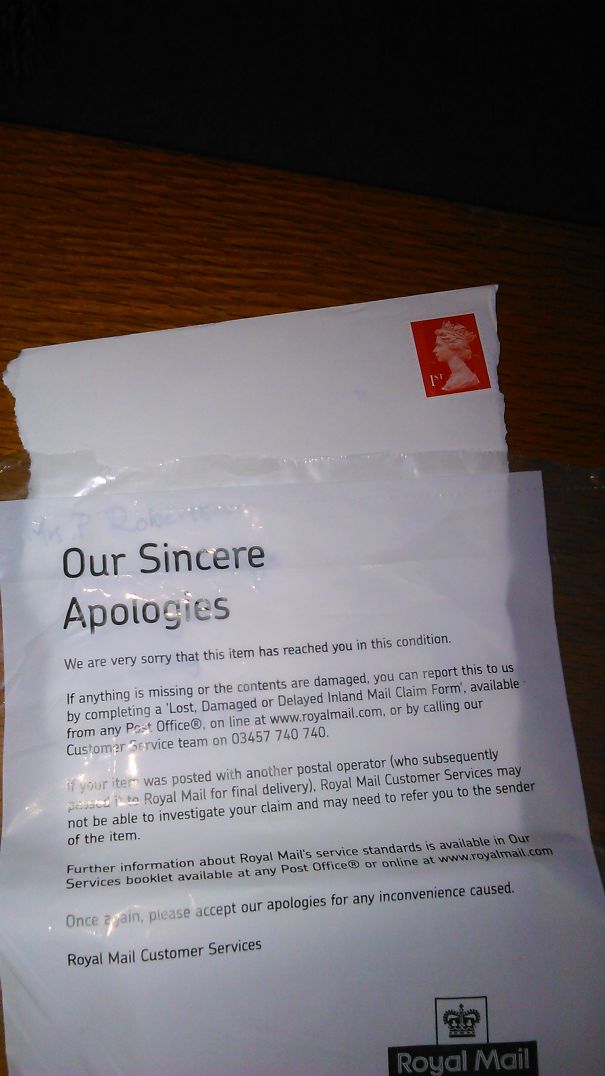 1ST
Mrs P Robertson
Our Sincere
Apologies
We are very sorry that this item has reached you in this condition.
If anything is missing or the contents are damaged, you can report this to us
by completing a 'Lost, Damaged or Delayed Inland Mail Claim Form', available
from any Post Office®, on line at www.royalmail.com, or by calling our
Customer Service team on 03457 740 740.
If your item was posted with another postal operator (who subsequently
passed it to Royal Mail for final delivery), Royal Mail Customer Services may
not be able to investigate your claim and may need to refer you to the sender
of the item.
Further information about Royal Mail's service standards is available in Our
Services booklet available at any Post Office® or online at www.royalmail.com
Once again, please accept our apologies for any inconvenience caused.
Royal Mail Customer Services
Royal Mail